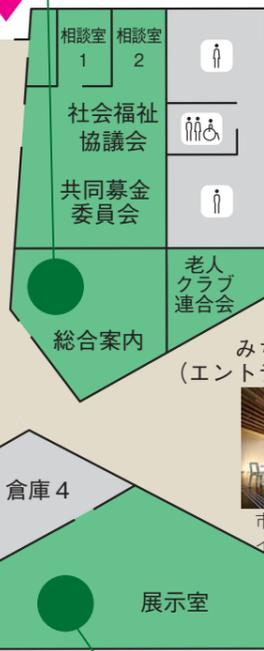 相談室
1
相談室
2
社会福祉
協議会
共同募金
委員会
老人
クラブ
連合会
総合案内
み
（エント
倉庫4
展示室